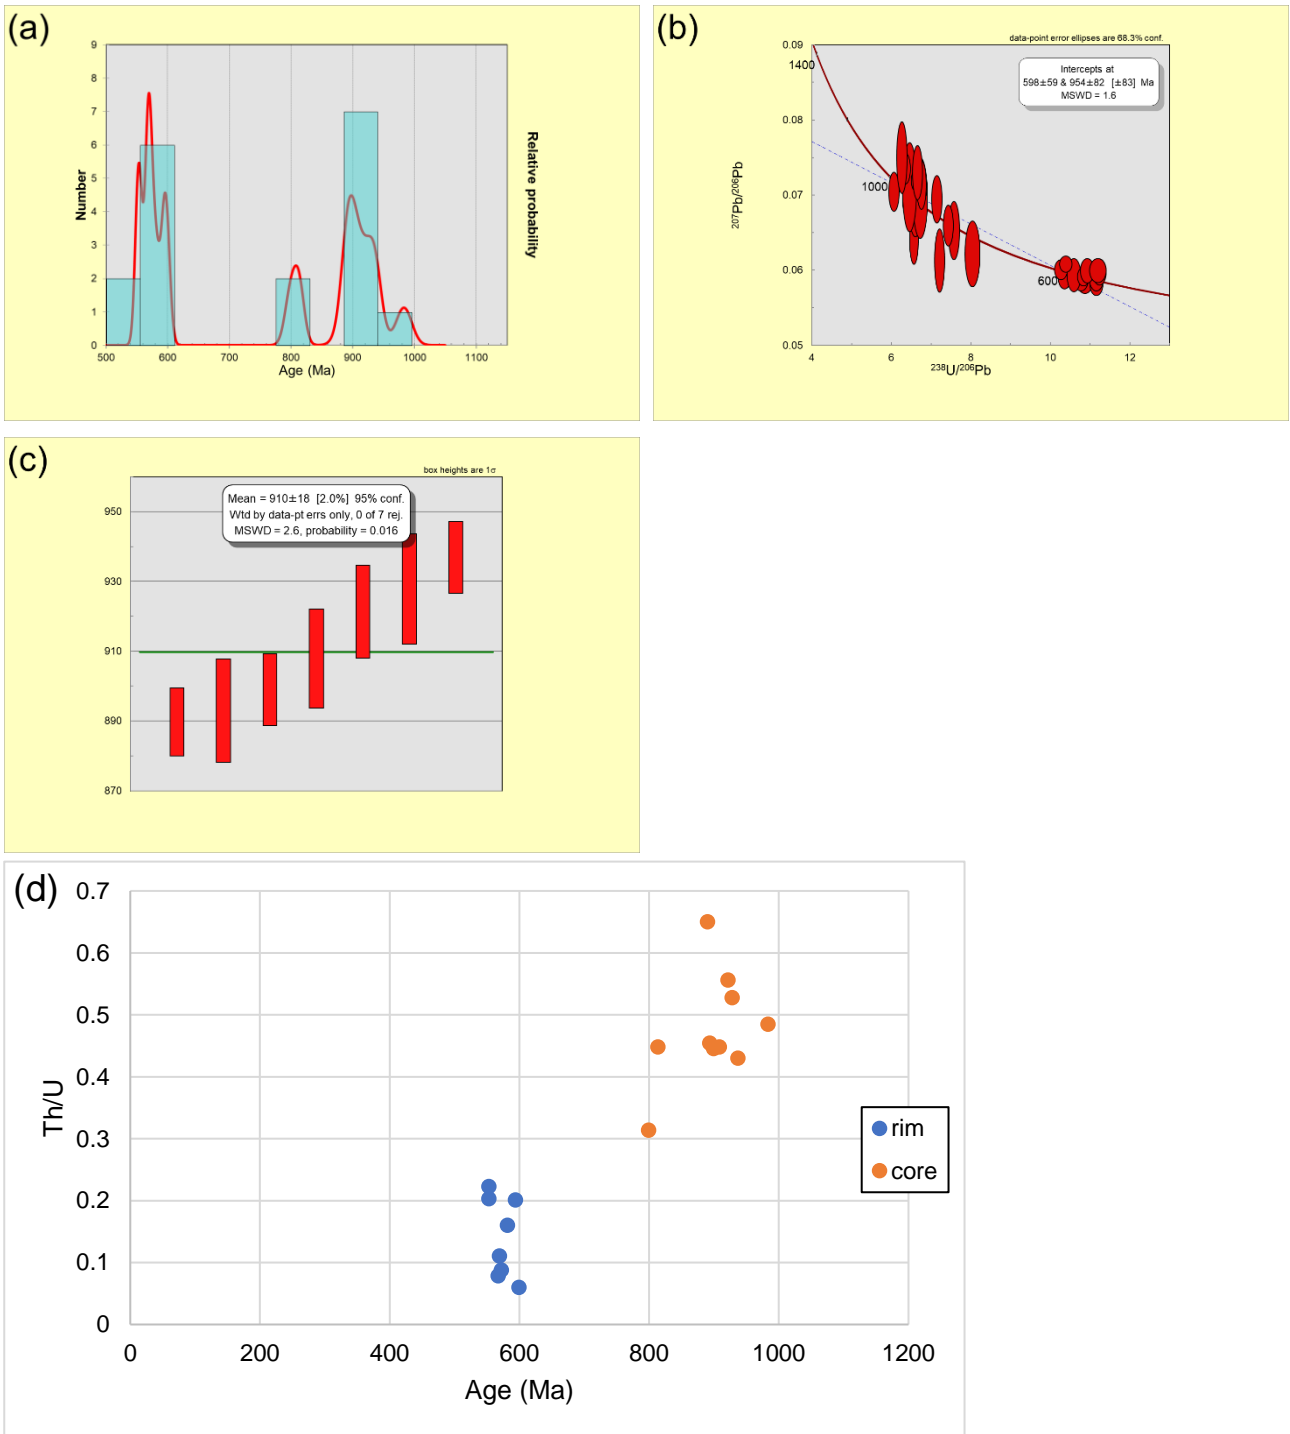 (a)
9
8
7
6
5
4
3
2
1
0
Number
500
600
700
800
900
1000
1100
Age (Ma)
Relative probability
(b)
data-point error ellipses are 68.3% conf.
Intercepts at
598±59 & 954±82 [±83] Ma
MSWD = 1.6
0.09
0.08
0.07
0.06
0.05
207Pb/206Pb
1400
1000
600
4
6
8
10
12
238U/206Pb
(c)
box heights are 1σ
Mean = 910±18 [2.0%] 95% conf.
Wtd by data-pt errs only, 0 of 7 rej.
MSWD = 2.6, probability = 0.016
950
930
910
890
870
(d)
0.7
0.6
0.5
0.4
0.3
0.2
0.1
0
Th/U
0
200
400
600
800
1000
1200
Age (Ma)
rim
core